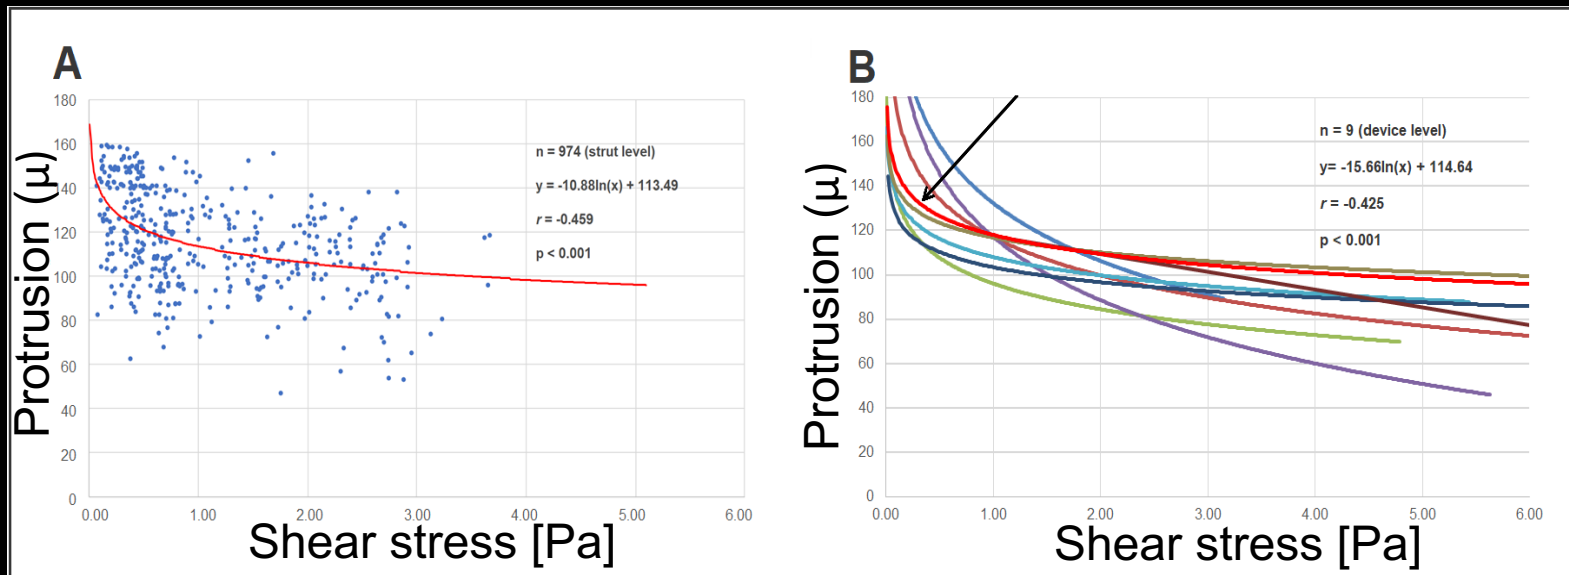 A
180
160
140
120
100
80
60
40
20
0
0.00 1.00 2.00 3.00 4.00 5.00 6.00
Protrusion (μ)
Shear stress [Pa]
n = 974 (strut level)
y = -10.88ln(x) + 113.49
r = -0.459
p < 0.001
B
180
160
140
120
100
80
60
40
20
0
0.00 1.00 2.00 3.00 4.00 5.00 6.00
Protrusion (μ)
Shear stress [Pa]
n = 9 (device level)
y= -15.66ln(x) + 114.64
r = -0.425
p < 0.001